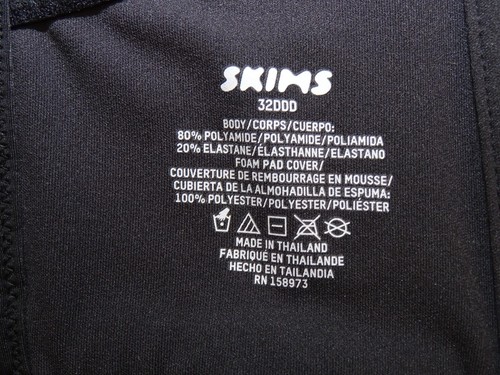 SKIMS
32DDD
BODY/CORPS/CUERPO:
80% POLYAMIDE/POLYAMIDE/POLIAMIDA
20% ELASTANE/ÉLASTHANNE/ELASTANO
FOAM PAD COVER/
COUVERTURE DE REMBOURRAGE EN MOUSSE/
CUBIERTA DE LA ALMOHADILLA DE ESPUMA:
100% POLYESTER/POLYESTER/POLIÉSTER
MADE IN THAILAND
FABRIQUÉ EN THAILANDE
HECHO EN TAILANDIA
RN 158973